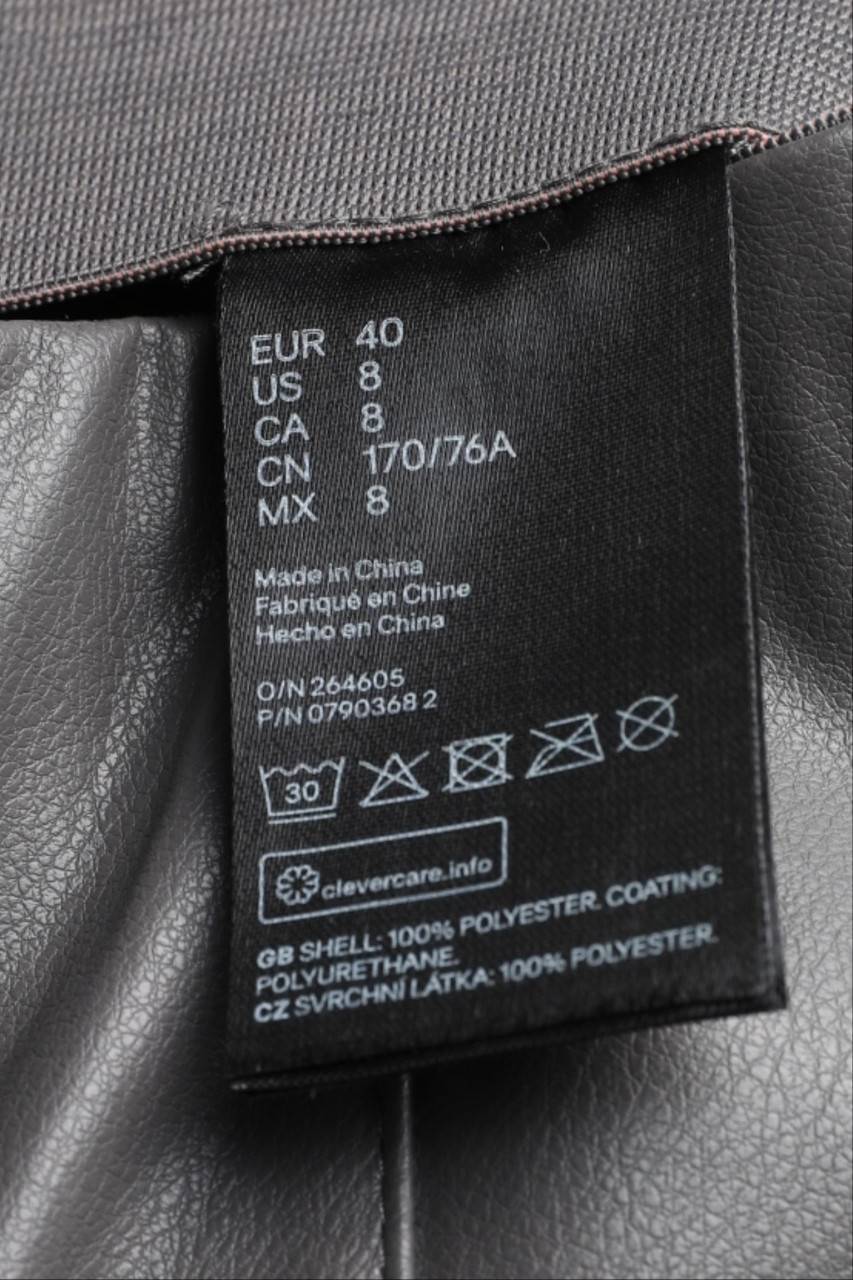 EUR 40
US 8
CA 8
CN 170/76A
MX 8
Made in China
Fabriqué en Chine
Hecho en China
O/N 264605
P/N 0790368 2
30
clevercare.info
GB SHELL: 100% POLYESTER. COATING:
POLYURETHANE.
CZ SVRCHNÍ LÁTKA: 100% POLYESTER.